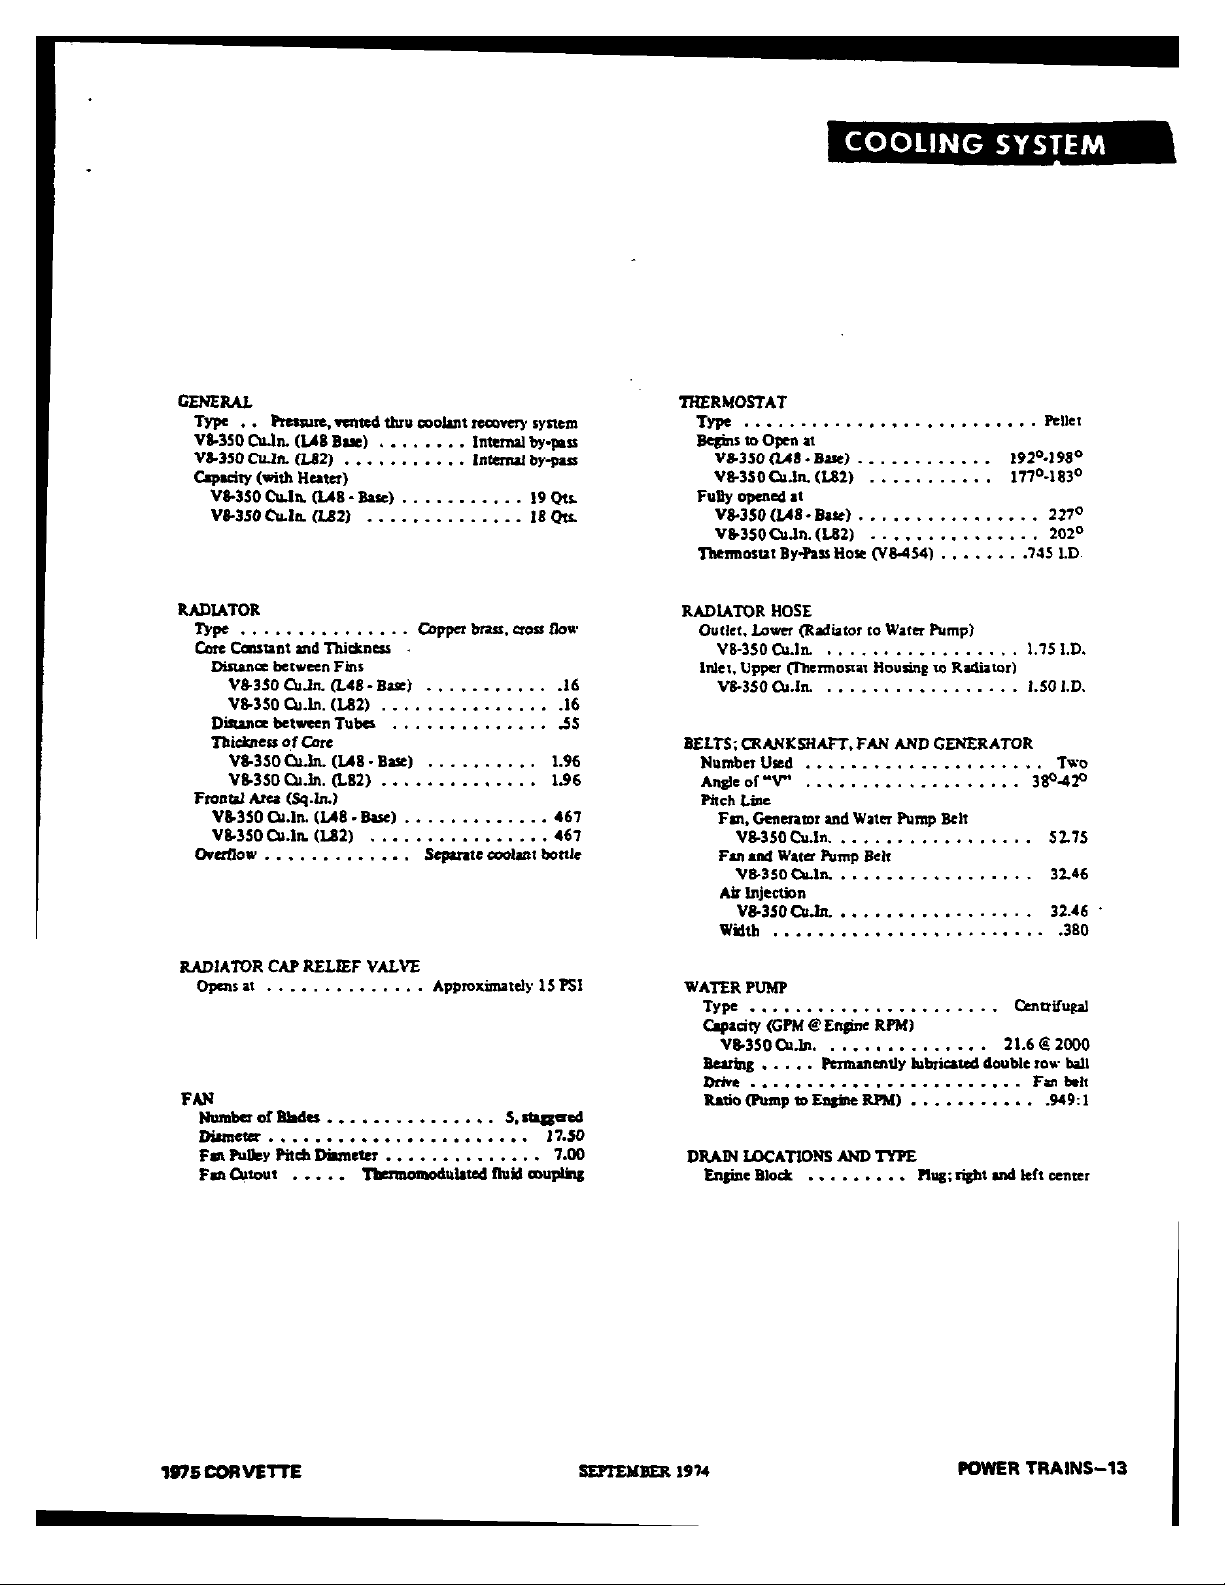 COOLING SYSTEM
GENERAL
Type . . Pressure, vented thru coolant recovery system
V8-350 Cu.In. (L48 Base) . . . . . . . . Internal by-pass
V8-350 Cu.In. (L82) . . . . . . . . . . . Internal by-pass
Capacity (with Heater)
V8-350 Cu.In. (L48 - Base) . . . . . . . . . . . 19 Qts.
V8-350 Cu.In. (L82) . . . . . . . . . . . . . . 18 Qts.
RADIATOR
Type . . . . . . . . . . . . . . . Copper brass, cross flow
Core Constant and Thickness
Distance between Fins
V8-350 Cu.In. (L48 - Base) . . . . . . . . . . . .16
V8-350 Cu.In. (L82) . . . . . . . . . . . . . . . .16
Distance between Tubes . . . . . . . . . . . . . . .55
Thickness of Core
V8-350 Cu.In. (L48 - Base) . . . . . . . . . . 1.96
V8-350 Cu.In. (L82) . . . . . . . . . . . . . . 1.96
Frontal Area (Sq.In.)
V8-350 Cu.In. (L48 - Base) . . . . . . . . . . . . . 467
V8-350 Cu.In. (L82) . . . . . . . . . . . . . . . . 467
Overflow . . . . . . . . . . . . . Separate coolant bottle
RADIATOR CAP RELIEF VALVE
Opens at . . . . . . . . . . . . . . Approximately 15 PSI
FAN
Number of Blades . . . . . . . . . . . . . . . 5, staggered
Diameter . . . . . . . . . . . . . . . . . . . . . . . 17.50
Fan Pulley Pitch Diameter . . . . . . . . . . . . . . 7.00
Fan Cutout . . . . . Thermomodulated fluid coupling
THERMOSTAT
Type . . . . . . . . . . . . . . . . . . . . . . . . . . Pellet
Begins to Open at
V8-350 (L48 - Base) . . . . . . . . . . . . 192°-198°
V8-350 Cu.In. (L82) . . . . . . . . . . . 177°-183°
Fully opened at
V8-350 (L48 - Base) . . . . . . . . . . . . . . . . 227°
V8-350 Cu.In. (L82) . . . . . . . . . . . . . . . 202°
Thermostat By-Pass Hose (V8-454) . . . . . . . .745 I.D.
RADIATOR HOSE
Outlet, Lower (Radiator to Water Pump)
V8-350 Cu.In. . . . . . . . . . . . . . . . . . 1.75 I.D.
Inlet, Upper (Thermostat Housing to Radiator)
V8-350 Cu.In. . . . . . . . . . . . . . . . . . 1.50 I.D.
BELTS; CRANKSHAFT, FAN AND GENERATOR
Number Used . . . . . . . . . . . . . . . . . . . . . Two
Angle of "V" . . . . . . . . . . . . . . . . . . . 38°-42°
Pitch Line
Fan, Generator and Water Pump Belt
V8-350 Cu.In. . . . . . . . . . . . . . . . . . 52.75
Fan and Water Pump Belt
V8-350 Cu.In. . . . . . . . . . . . . . . . . . 32.46
Air Injection
V8-350 Cu.In. . . . . . . . . . . . . . . . . . 32.46
Width . . . . . . . . . . . . . . . . . . . . . . . . .380
WATER PUMP
Type . . . . . . . . . . . . . . . . . . . . . . Centrifugal
Capacity (GPM @ Engine RPM)
V8-350 Cu.In. . . . . . . . . . . . . . . 21.6 @ 2000
Bearing . . . . . Permanently lubricated double row ball
Drive . . . . . . . . . . . . . . . . . . . . . . . . Fan belt
Ratio (Pump to Engine RPM) . . . . . . . . . . . .949:1
DRAIN LOCATIONS AND TYPE
Engine Block . . . . . . . . . Plug; right and left center
1975 CORVETTE SEPTEMBER 1974 POWER TRAINS-13